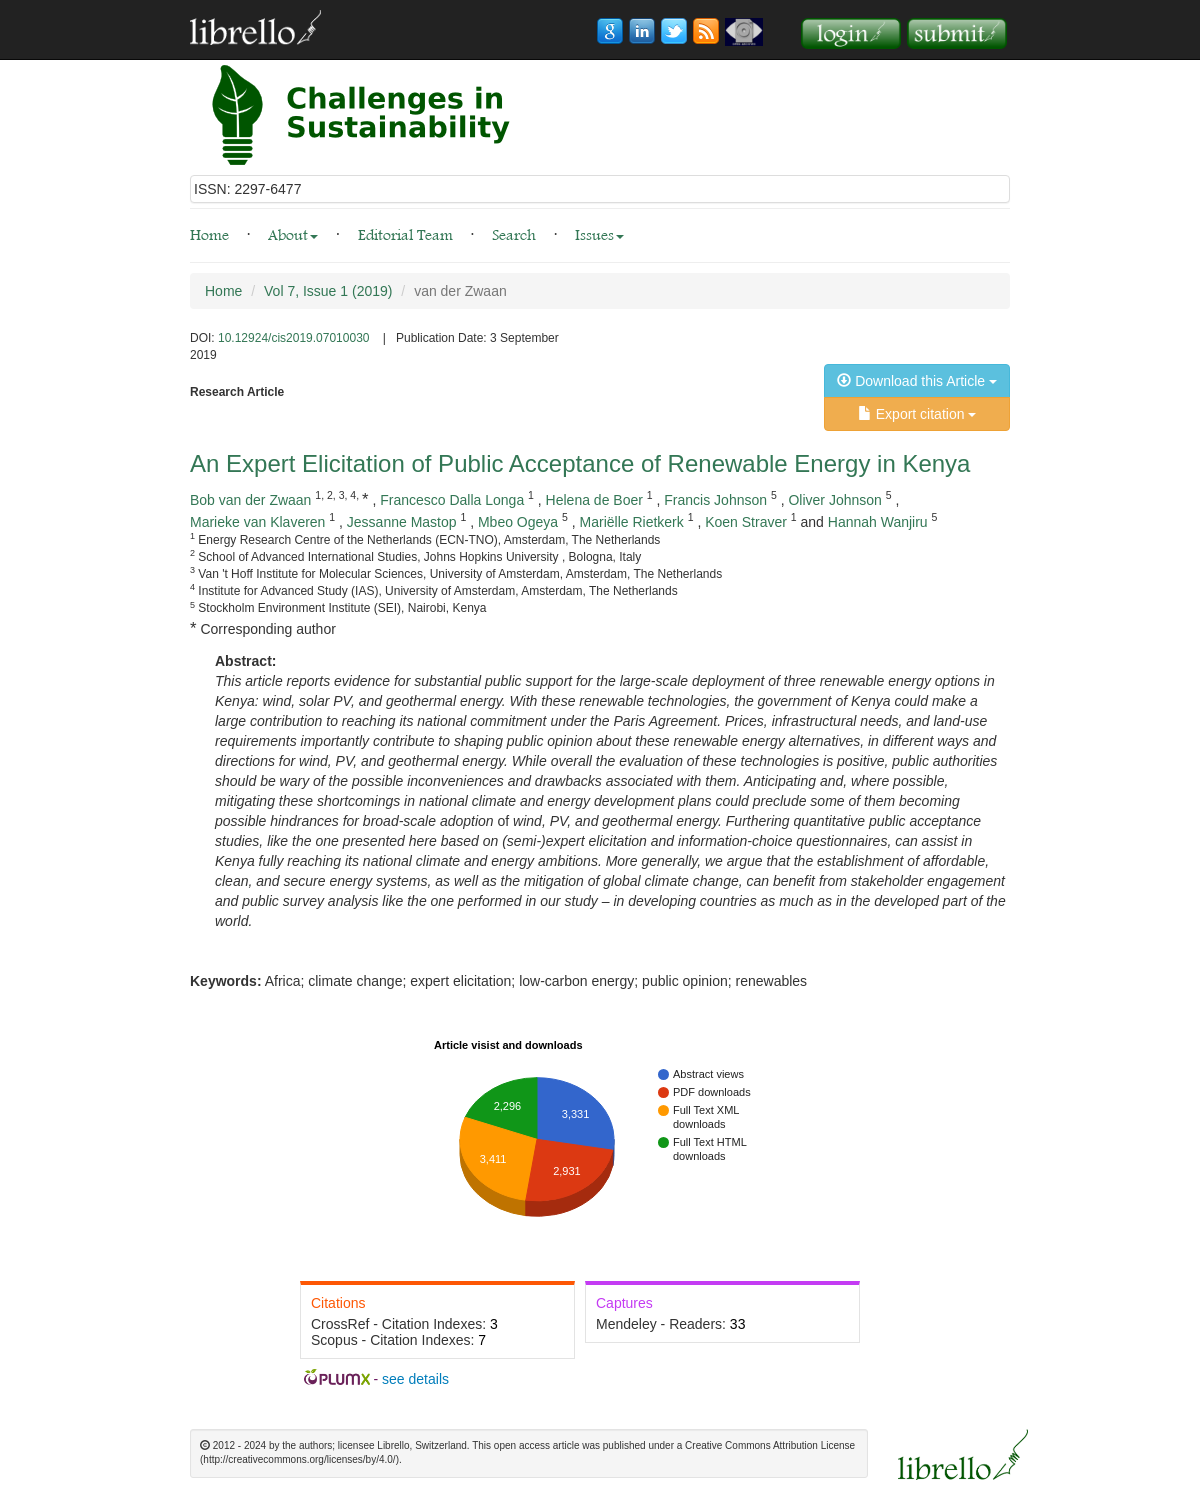 librello
login
submit
Challenges in
Sustainability
ISSN: 2297-6477
Home · About · Editorial Team · Search · Issues
Home / Vol 7, Issue 1 (2019) / van der Zwaan
DOI: 10.12924/cis2019.07010030 | Publication Date: 3 September
2019
Research Article
Download this Article
Export citation
An Expert Elicitation of Public Acceptance of Renewable Energy in Kenya
Bob van der Zwaan 1, 2, 3, 4, * , Francesco Dalla Longa 1 , Helena de Boer 1 , Francis Johnson 5 , Oliver Johnson 5 ,
Marieke van Klaveren 1 , Jessanne Mastop 1 , Mbeo Ogeya 5 , Mariëlle Rietkerk 1 , Koen Straver 1 and Hannah Wanjiru 5
1 Energy Research Centre of the Netherlands (ECN-TNO), Amsterdam, The Netherlands
2 School of Advanced International Studies, Johns Hopkins University , Bologna, Italy
3 Van 't Hoff Institute for Molecular Sciences, University of Amsterdam, Amsterdam, The Netherlands
4 Institute for Advanced Study (IAS), University of Amsterdam, Amsterdam, The Netherlands
5 Stockholm Environment Institute (SEI), Nairobi, Kenya
* Corresponding author
Abstract:
This article reports evidence for substantial public support for the large-scale deployment of three renewable energy options in
Kenya: wind, solar PV, and geothermal energy. With these renewable technologies, the government of Kenya could make a
large contribution to reaching its national commitment under the Paris Agreement. Prices, infrastructural needs, and land-use
requirements importantly contribute to shaping public opinion about these renewable energy alternatives, in different ways and
directions for wind, PV, and geothermal energy. While overall the evaluation of these technologies is positive, public authorities
should be wary of the possible inconveniences and drawbacks associated with them. Anticipating and, where possible,
mitigating these shortcomings in national climate and energy development plans could preclude some of them becoming
possible hindrances for broad-scale adoption of wind, PV, and geothermal energy. Furthering quantitative public acceptance
studies, like the one presented here based on (semi-)expert elicitation and information-choice questionnaires, can assist in
Kenya fully reaching its national climate and energy ambitions. More generally, we argue that the establishment of affordable,
clean, and secure energy systems, as well as the mitigation of global climate change, can benefit from stakeholder engagement
and public survey analysis like the one performed in our study – in developing countries as much as in the developed part of the
world.
Keywords: Africa; climate change; expert elicitation; low-carbon energy; public opinion; renewables
Article visist and downloads
2,296
3,331
3,411
2,931
Abstract views
PDF downloads
Full Text XML
downloads
Full Text HTML
downloads
Citations
CrossRef - Citation Indexes: 3
Scopus - Citation Indexes: 7
Captures
Mendeley - Readers: 33
PLUMX - see details
© 2012 - 2024 by the authors; licensee Librello, Switzerland. This open access article was published under a Creative Commons Attribution License
(http://creativecommons.org/licenses/by/4.0/).
librello